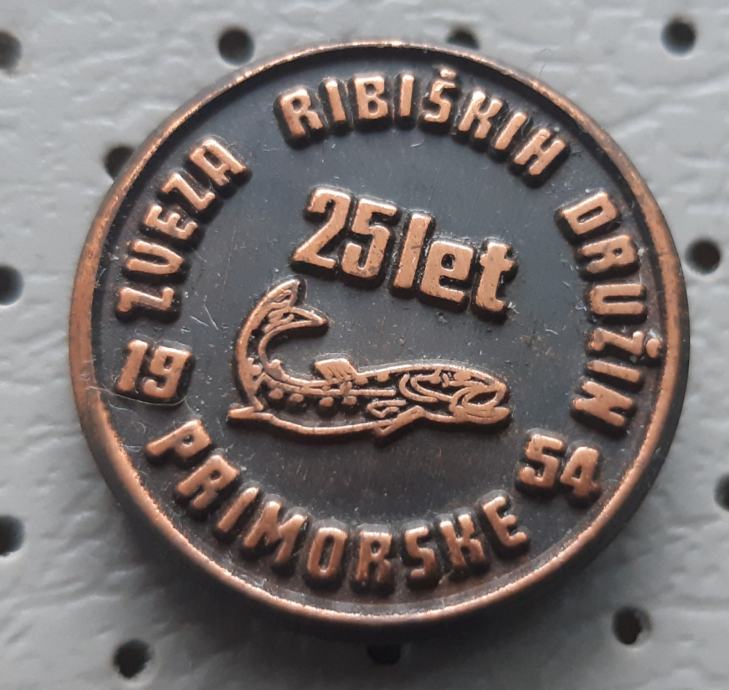 ZVEZA RIBIŠKIH DRUŽIN
25 let
19 54
PRIMORSKE